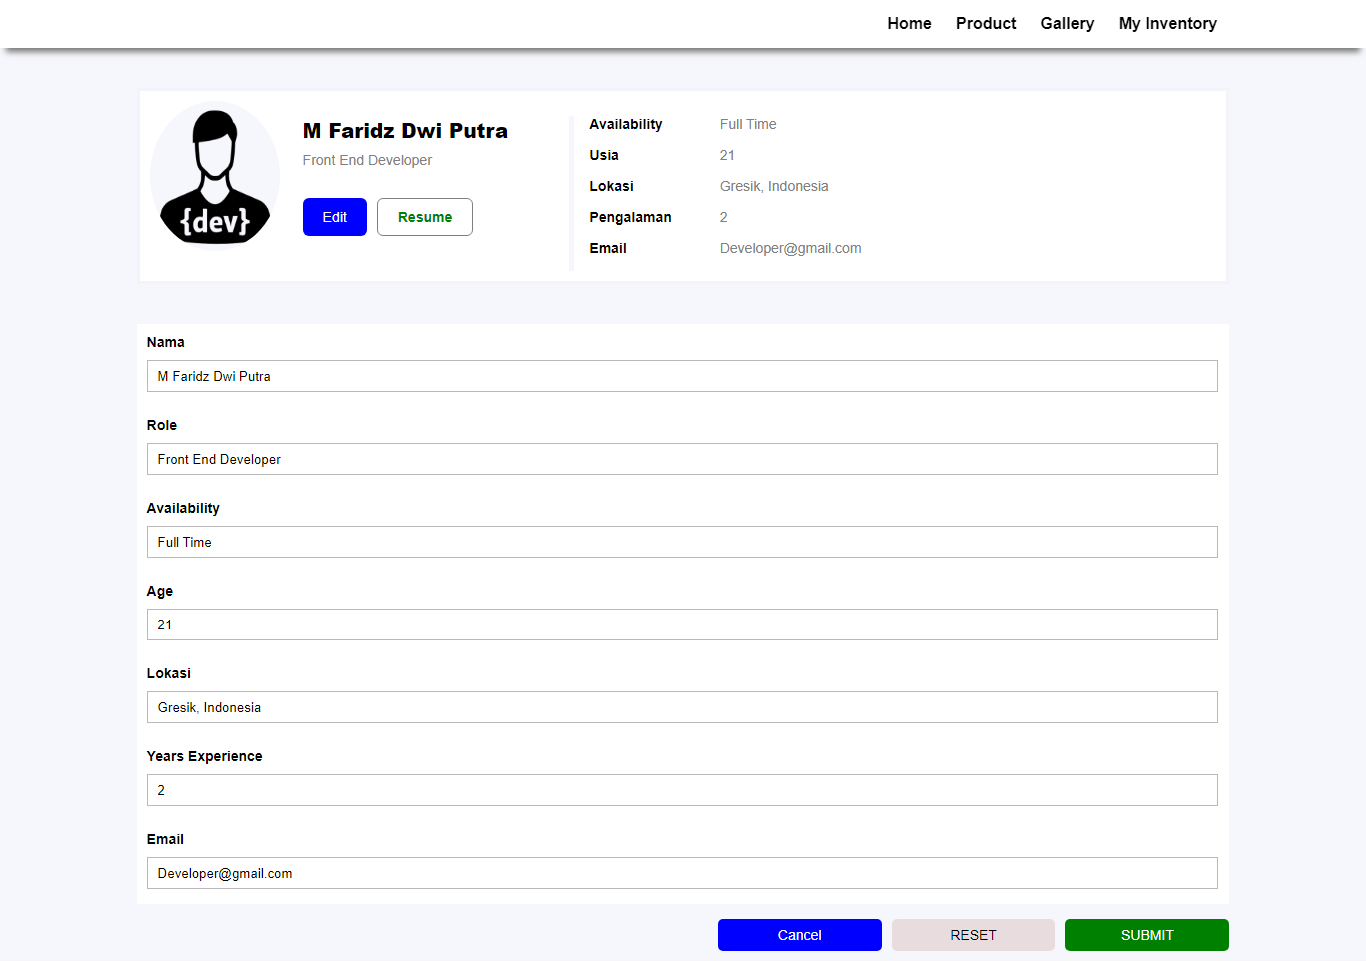 Home Product Gallery My Inventory
{dev}
M Faridz Dwi Putra
Front End Developer
Edit Resume
Availability Full Time
Usia 21
Lokasi Gresik, Indonesia
Pengalaman 2
Email Developer@gmail.com
Nama
M Faridz Dwi Putra
Role
Front End Developer
Availability
Full Time
Age
21
Lokasi
Gresik, Indonesia
Years Experience
2
Email
Developer@gmail.com
Cancel RESET SUBMIT